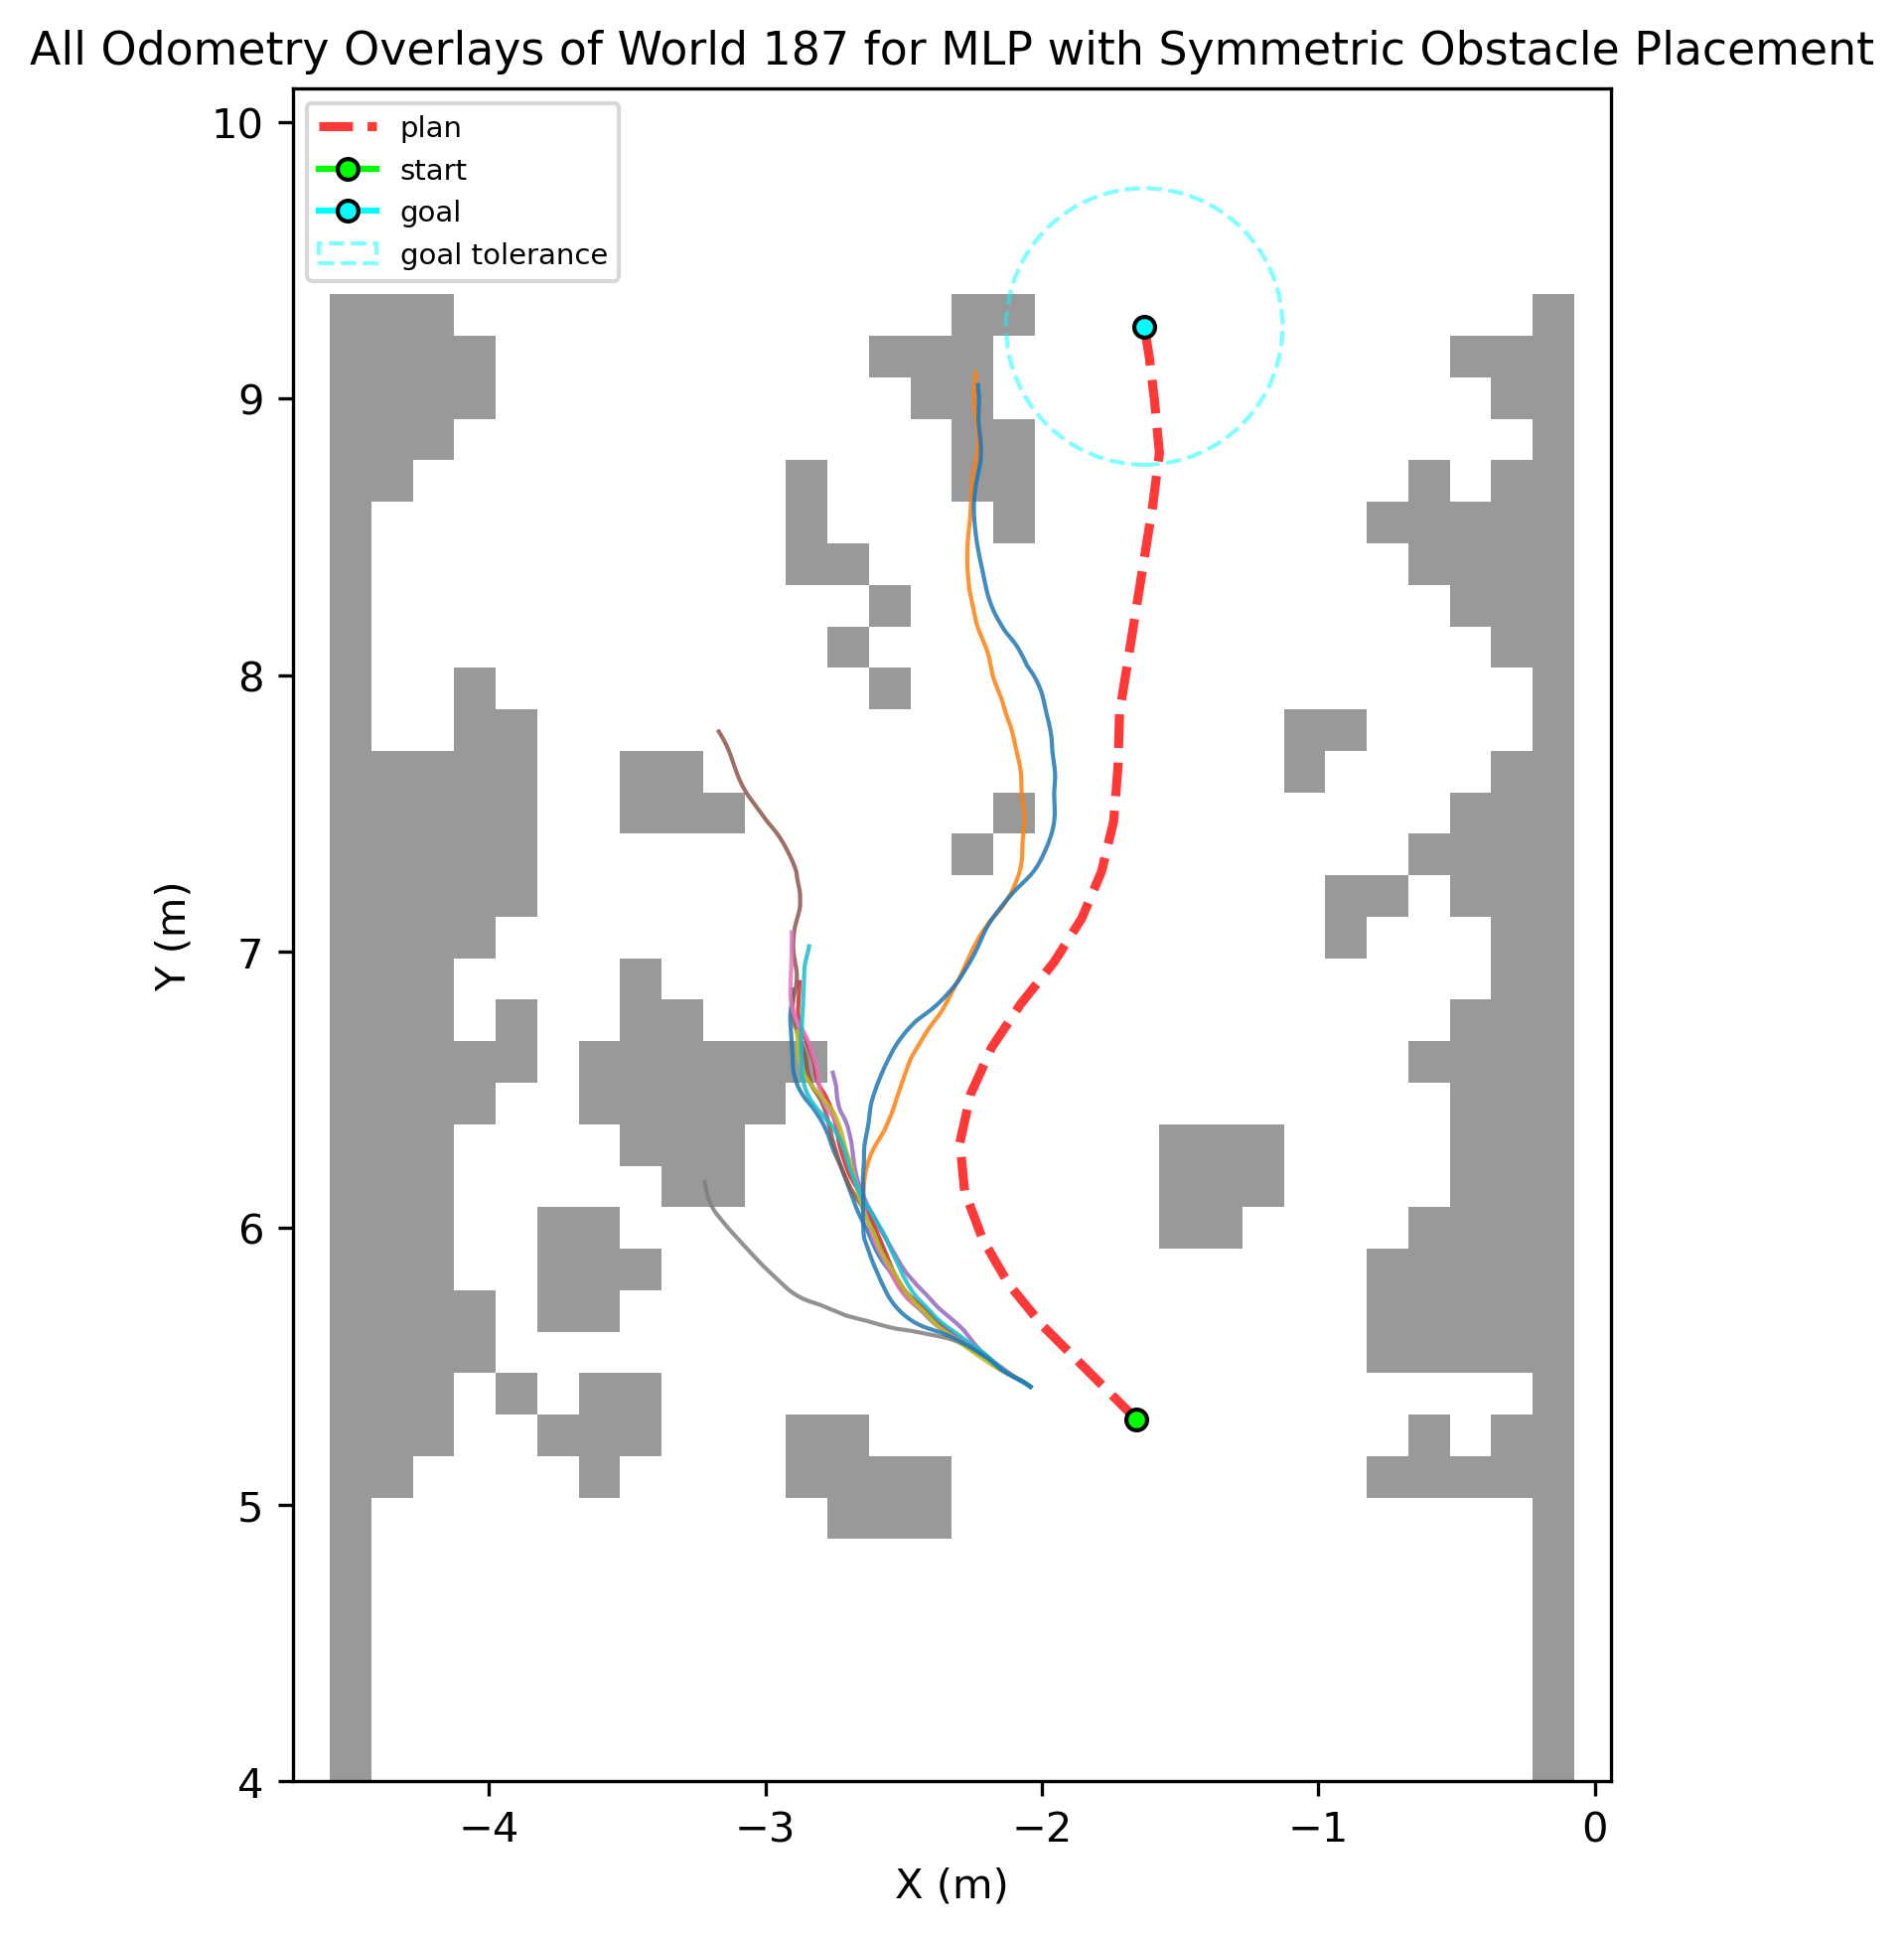 All Odometry Overlays of World 187 for MLP with Symmetric Obstacle Placement
plan
start
goal
goal tolerance
10
9
8
7
6
5
4
Y (m)
−4
−3
−2
−1
0
X (m)